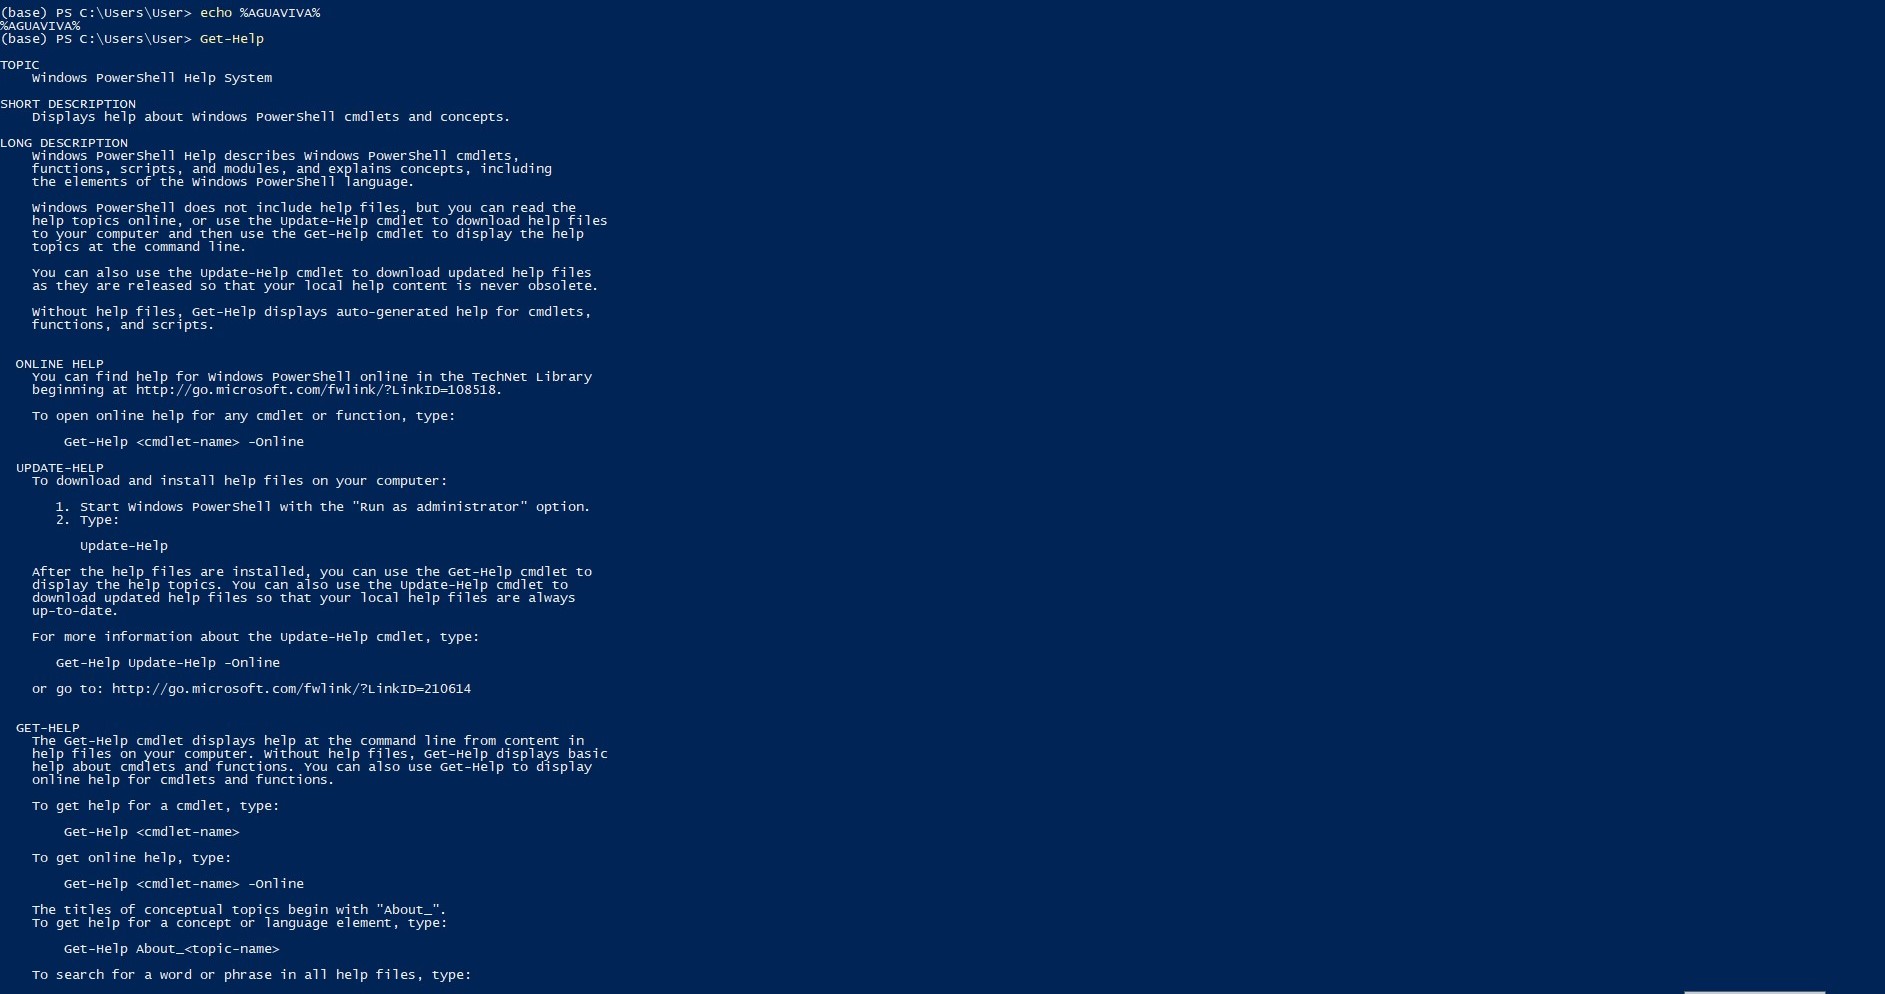 (base) PS C:\Users\User> echo %AGUAVIVA%
%AGUAVIVA%
(base) PS C:\Users\User> Get-Help
TOPIC
Windows PowerShell Help System
SHORT DESCRIPTION
Displays help about Windows PowerShell cmdlets and concepts.
LONG DESCRIPTION
Windows PowerShell Help describes Windows PowerShell cmdlets,
functions, scripts, and modules, and explains concepts, including
the elements of the Windows PowerShell language.
Windows PowerShell does not include help files, but you can read the
help topics online, or use the Update-Help cmdlet to download help files
to your computer and then use the Get-Help cmdlet to display the help
topics at the command line.
You can also use the Update-Help cmdlet to download updated help files
as they are released so that your local help content is never obsolete.
Without help files, Get-Help displays auto-generated help for cmdlets,
functions, and scripts.
ONLINE HELP
You can find help for Windows PowerShell online in the TechNet Library
beginning at http://go.microsoft.com/fwlink/?LinkID=108518.
To open online help for any cmdlet or function, type:
Get-Help <cmdlet-name> -Online
UPDATE-HELP
To download and install help files on your computer:
1. Start Windows PowerShell with the "Run as administrator" option.
2. Type:
Update-Help
After the help files are installed, you can use the Get-Help cmdlet to
display the help topics. You can also use the Update-Help cmdlet to
download updated help files so that your local help files are always
up-to-date.
For more information about the Update-Help cmdlet, type:
Get-Help Update-Help -Online
or go to: http://go.microsoft.com/fwlink/?LinkID=210614
GET-HELP
The Get-Help cmdlet displays help at the command line from content in
help files on your computer. Without help files, Get-Help displays basic
help about cmdlets and functions. You can also use Get-Help to display
online help for cmdlets and functions.
To get help for a cmdlet, type:
Get-Help <cmdlet-name>
To get online help, type:
Get-Help <cmdlet-name> -Online
The titles of conceptual topics begin with "About_".
To get help for a concept or language element, type:
Get-Help About_<topic-name>
To search for a word or phrase in all help files, type: